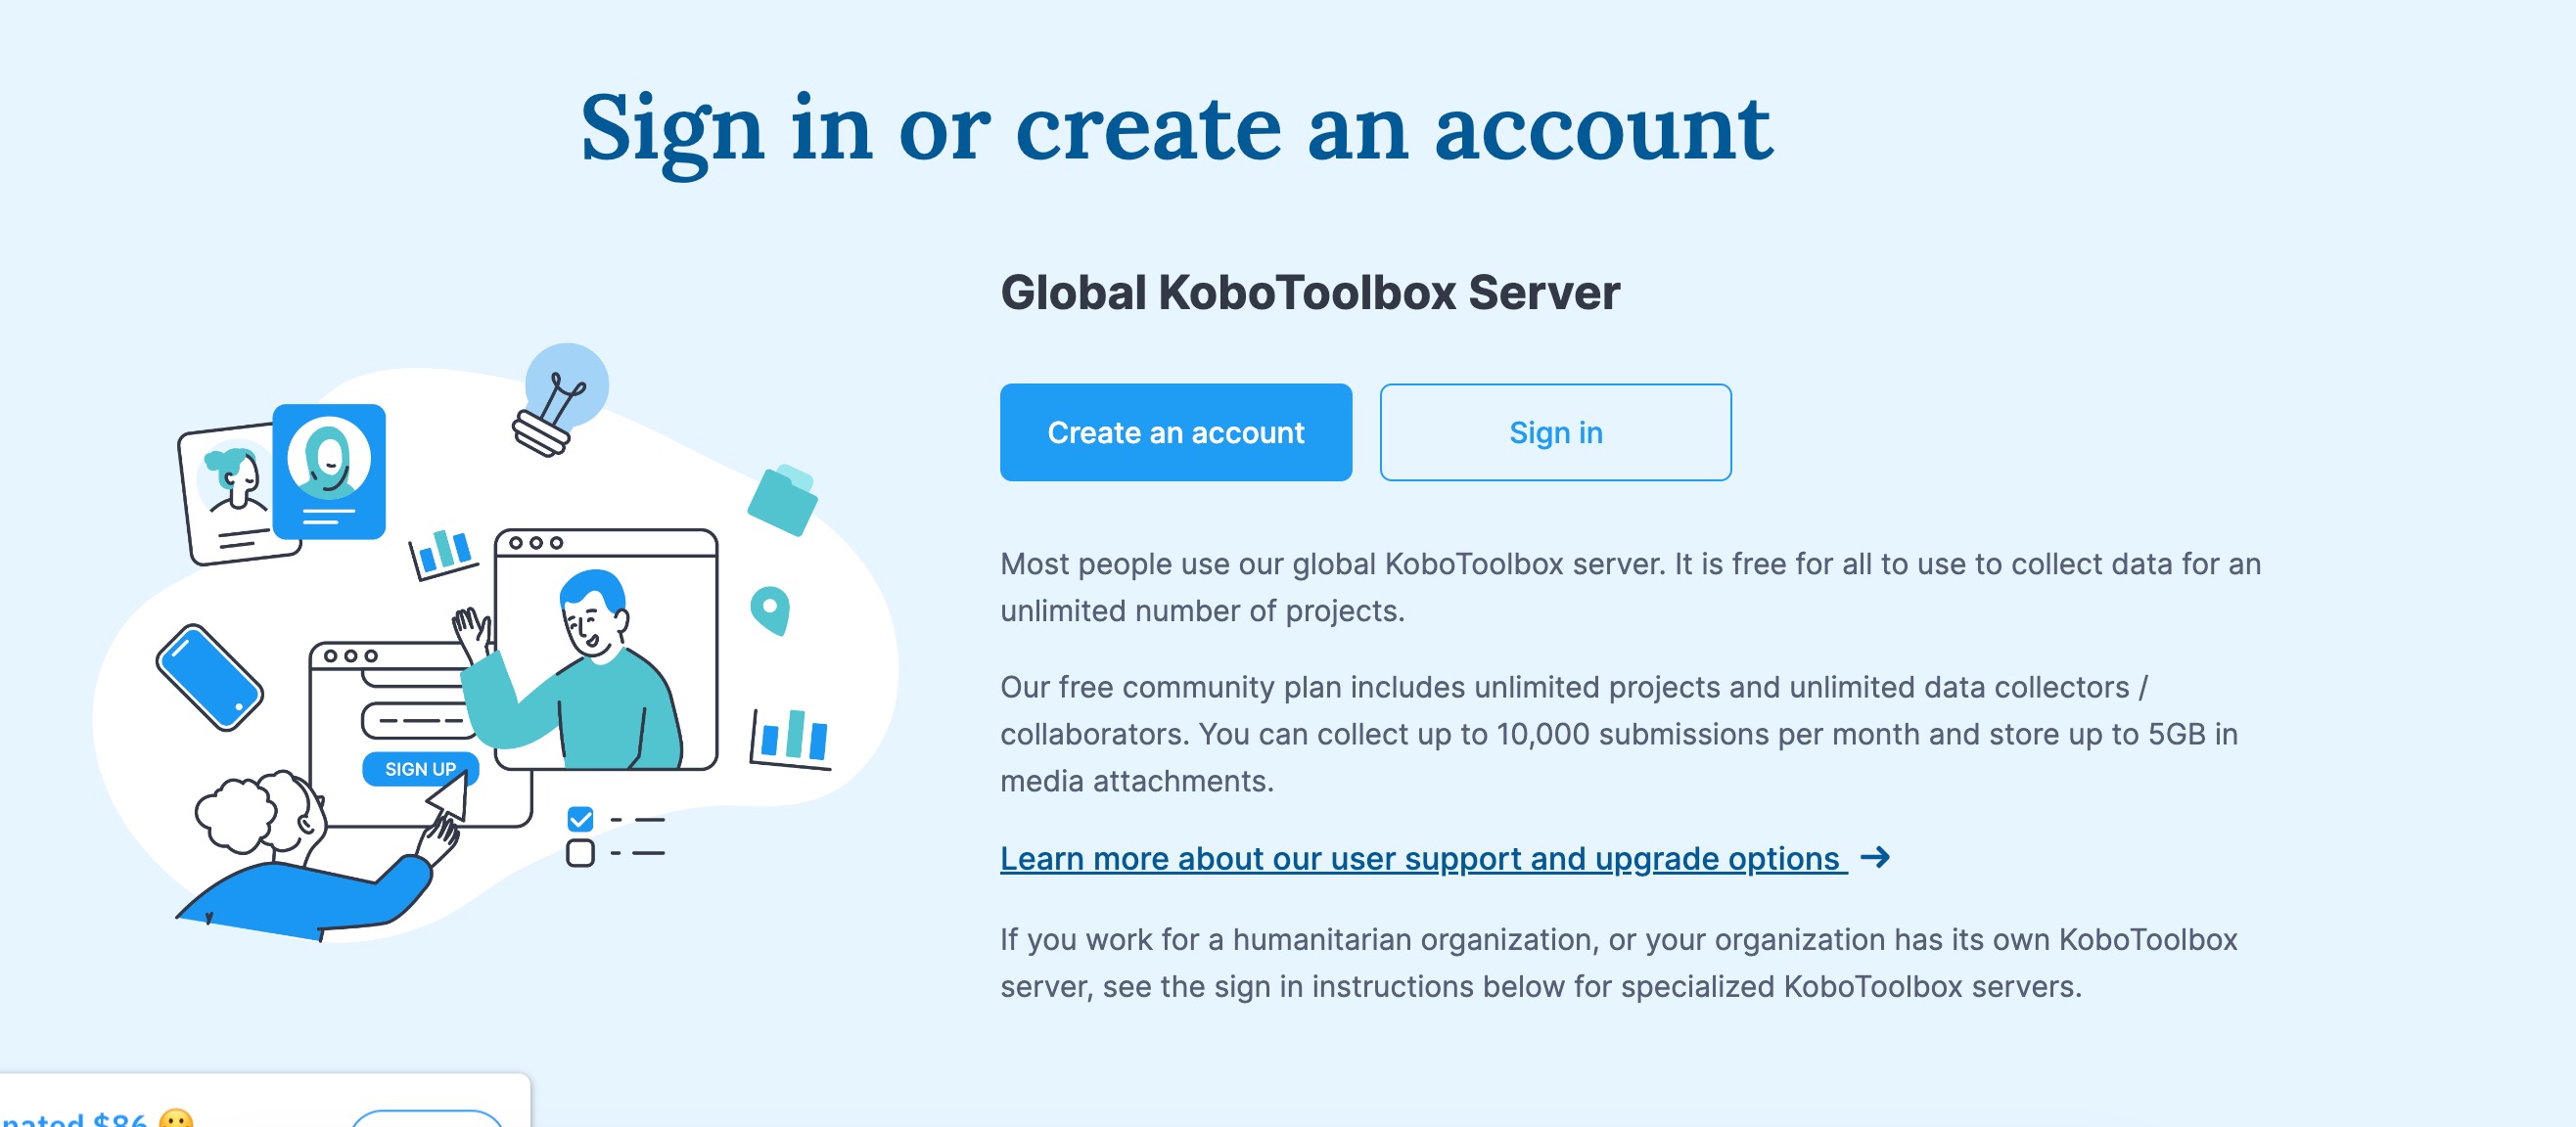 Sign in or create an account
Global KoboToolbox Server
Create an account
Sign in
Most people use our global KoboToolbox server. It is free for all to use to collect data for an
unlimited number of projects.
Our free community plan includes unlimited projects and unlimited data collectors /
collaborators. You can collect up to 10,000 submissions per month and store up to 5GB in
media attachments.
Learn more about our user support and upgrade options →
If you work for a humanitarian organization, or your organization has its own KoboToolbox
server, see the sign in instructions below for specialized KoboToolbox servers.
SIGN UP
$86